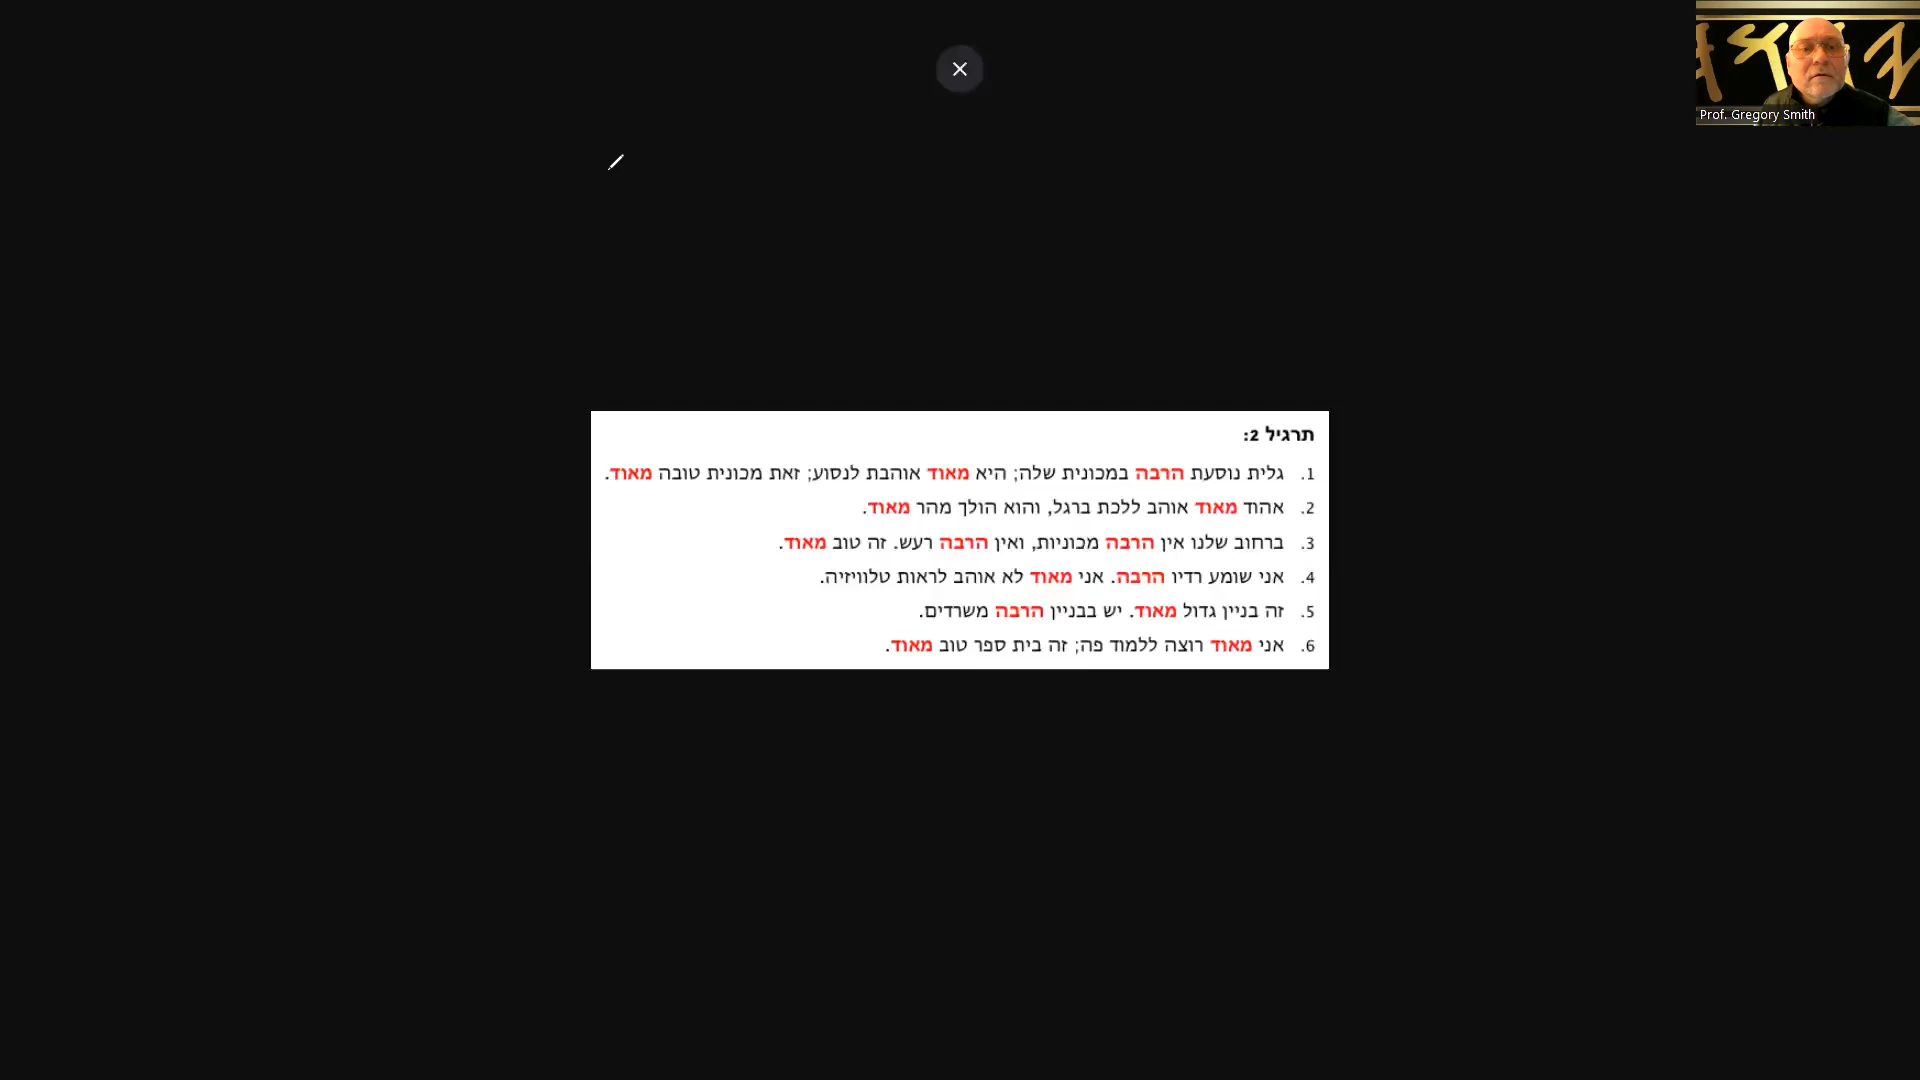 Prof. Gregory Smith
תרגיל 2:
1. גלית נוסעת הרבה במכונית שלה; היא מאוד אוהבת לנסוע; זאת מכונית טובה מאוד.
2. אהוד מאוד אוהב ללכת ברגל, והוא הולך מהר מאוד.
3. ברחוב שלנו אין הרבה מכוניות, ואין הרבה רעש. זה טוב מאוד.
4. אני שומע רדיו הרבה. אני מאוד לא אוהב לראות טלוויזיה.
5. זה בניין גדול מאוד. יש בבניין הרבה משרדים.
6. אני מאוד רוצה ללמוד פה; זה בית ספר טוב מאוד.